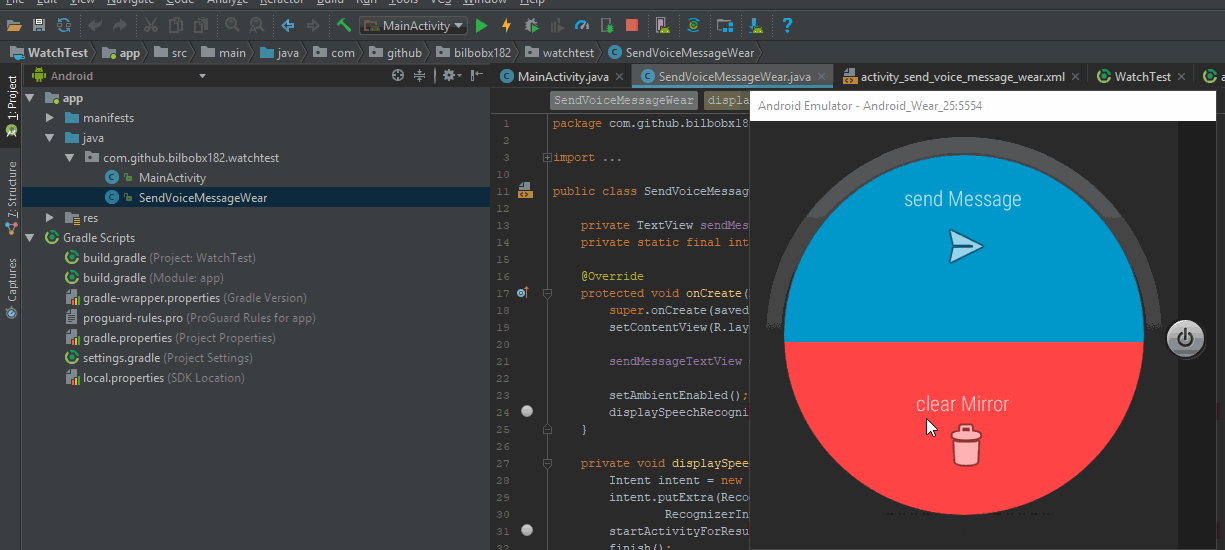 File Edit View Navigate Code Analyze Refactor Build Run Tools VCS Window Help
MainActivity
WatchTest app src main java com github bilbobx182 watchtest SendVoiceMessageWear
1: Project
7: Structure
Captures
Android
app
manifests
java
com.github.bilbobx182.watchtest
MainActivity
SendVoiceMessageWear
res
Gradle Scripts
build.gradle (Project: WatchTest)
build.gradle (Module: app)
gradle-wrapper.properties (Gradle Version)
proguard-rules.pro (ProGuard Rules for app)
gradle.properties (Project Properties)
settings.gradle (Project Settings)
local.properties (SDK Location)
MainActivity.java SendVoiceMessageWear.java activity_send_voice_message_wear.xml WatchTest a
SendVoiceMessageWear displa
1 package com.github.bilbobx18
2
3 import ...
10
11 public class SendVoiceMessag
12
13 private TextView sendMes
14 private static final int
15
16 @Override
17 protected void onCreate(
18 super.onCreate(saved
19 setContentView(R.lay
20
21 sendMessageTextView
22
23 setAmbientEnabled();
24 displaySpeechRecogni
25 }
26
27 private void displaySpee
28 Intent intent = new
29 intent.putExtra(Reco
30 RecognizerIn
31 startActivityForResu
32 finish();
Android Emulator - Android_Wear_25:5554
send Message
clear Mirror